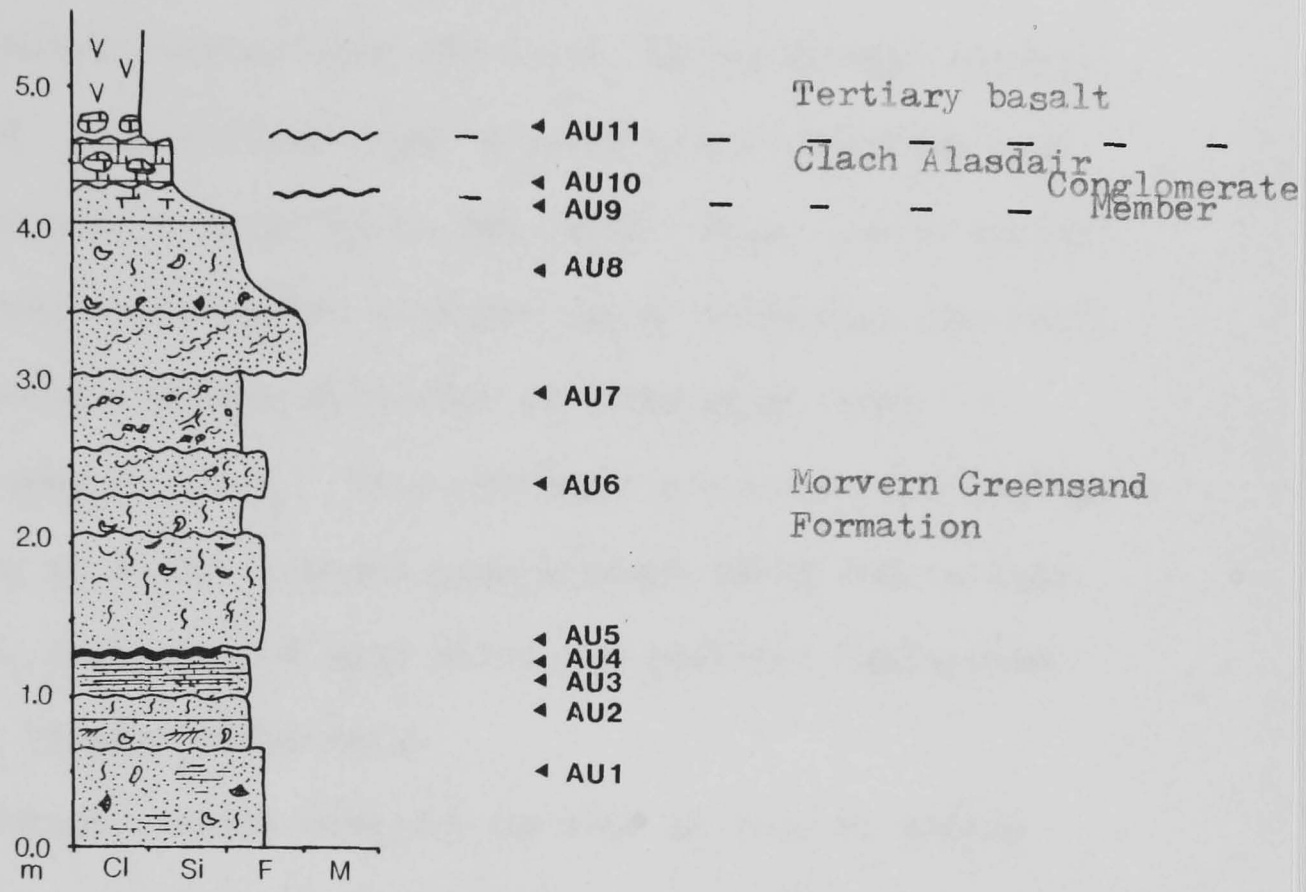 5.0
4.0
3.0
2.0
1.0
0.0
m
Cl Si F M
V
V
V
AU11
AU10
AU9
AU8
AU7
AU6
AU5
AU4
AU3
AU2
AU1
Tertiary basalt
Clach Alasdair
Conglomerate
Member
Morvern Greensand
Formation